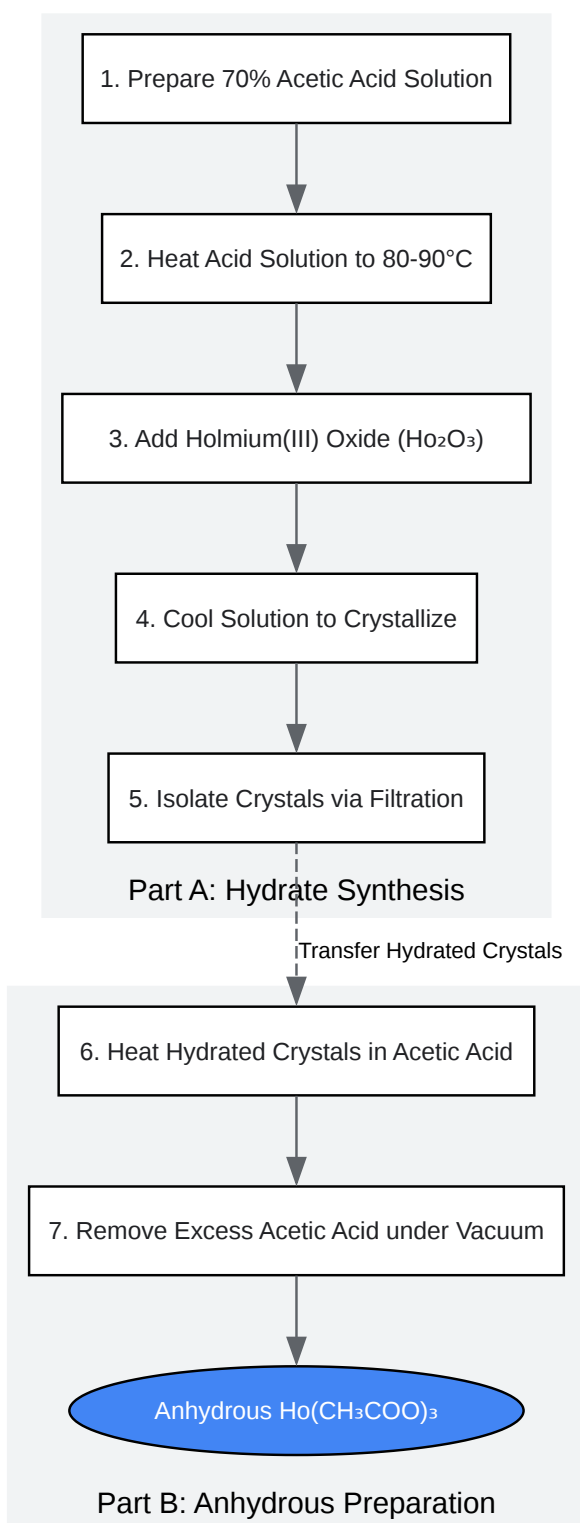 1. Prepare 70% Acetic Acid Solution
2. Heat Acid Solution to 80-90°C
3. Add Holmium(III) Oxide (Ho₂O₃)
4. Cool Solution to Crystallize
5. Isolate Crystals via Filtration
Part A: Hydrate Synthesis
Transfer Hydrated Crystals
6. Heat Hydrated Crystals in Acetic Acid
7. Remove Excess Acetic Acid under Vacuum
Anhydrous Ho(CH₃COO)₃
Part B: Anhydrous Preparation